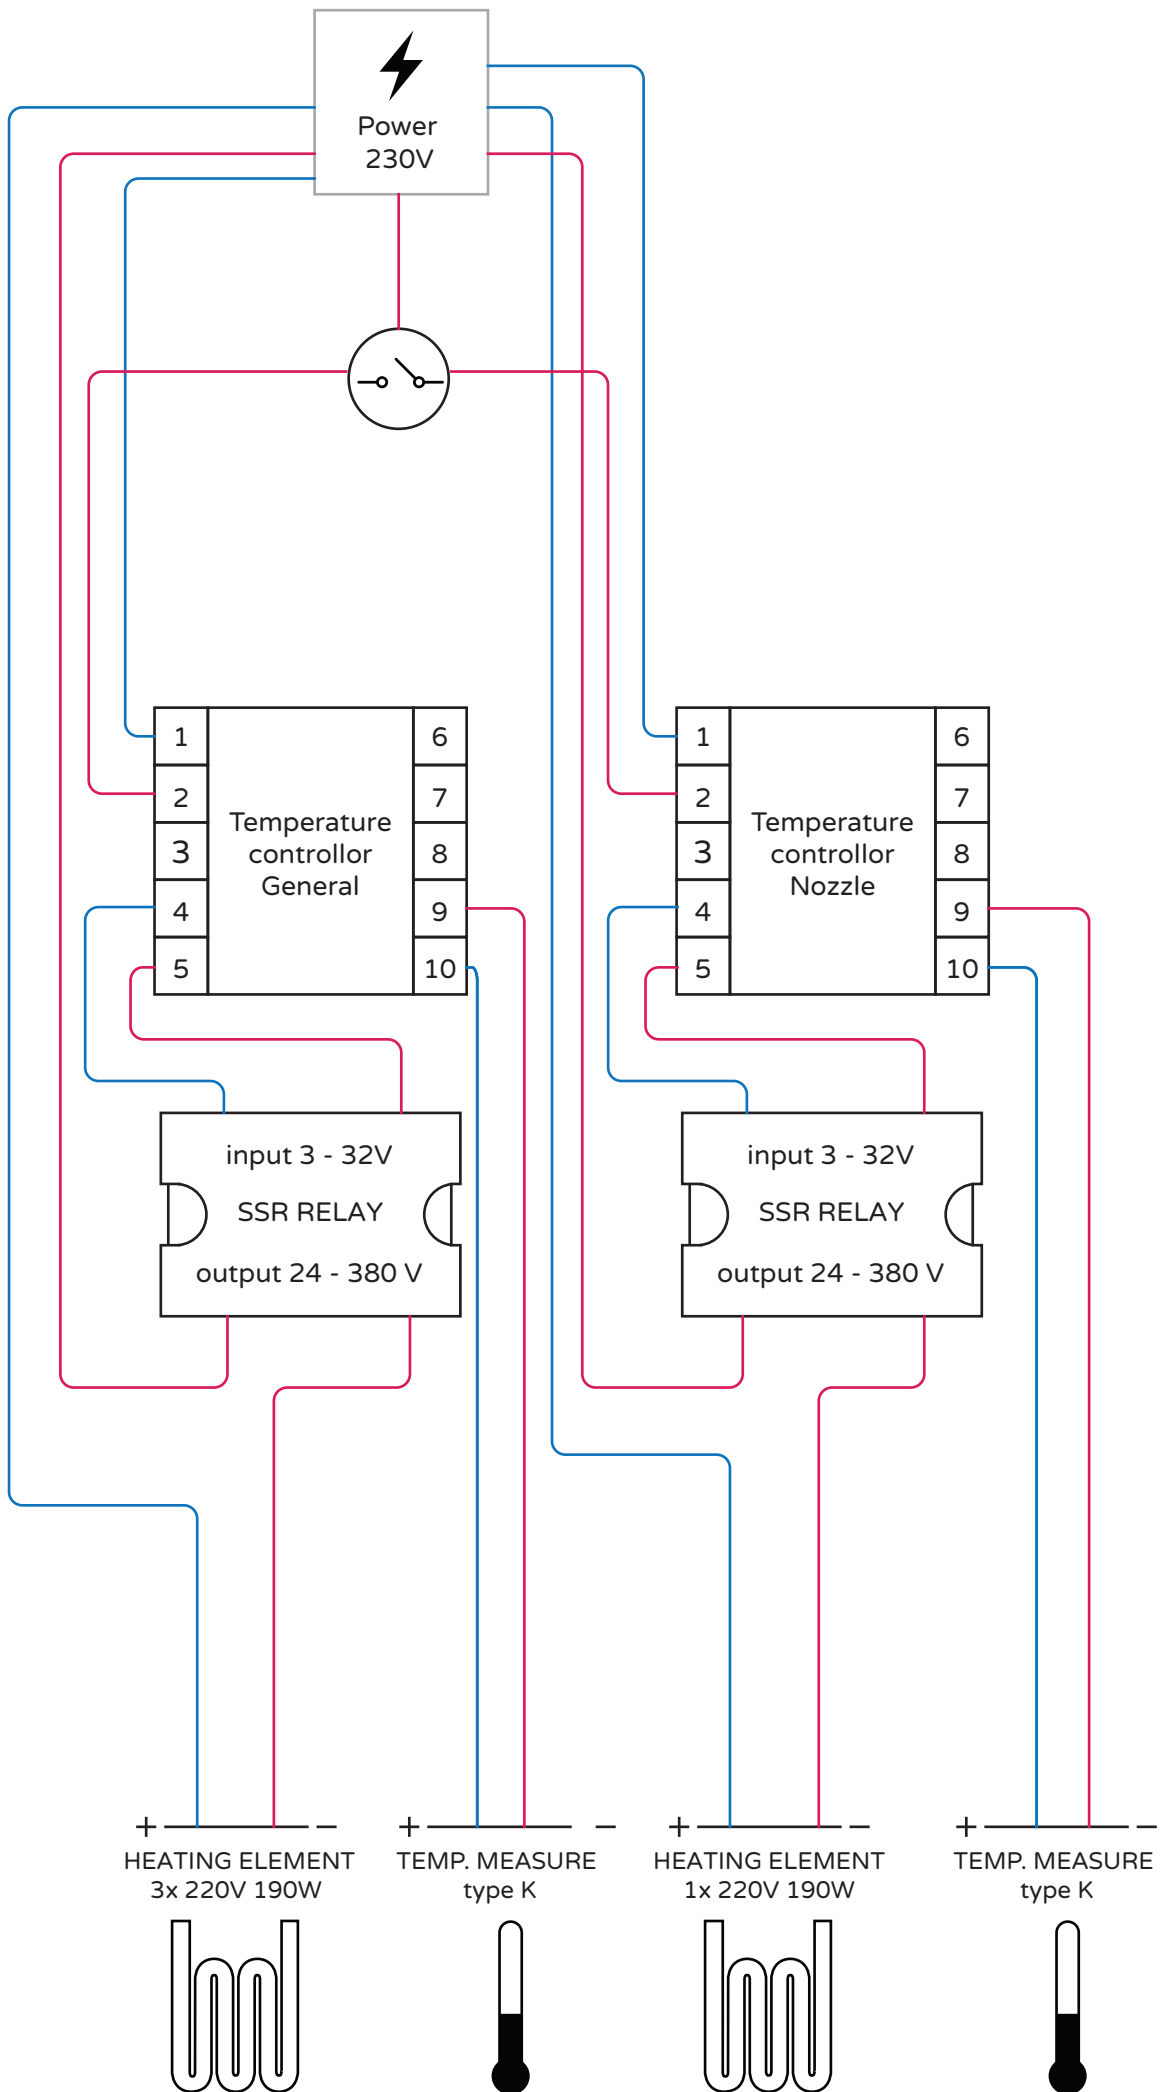 Power
230V
1
2
3
4
5
Temperature
controllor
General
6
7
8
9
10
1
2
3
4
5
Temperature
controllor
Nozzle
6
7
8
9
10
input 3 - 32V
SSR RELAY
output 24 - 380 V
input 3 - 32V
SSR RELAY
output 24 - 380 V
+ −
HEATING ELEMENT
3x 220V 190W
+ −
TEMP. MEASURE
type K
+ −
HEATING ELEMENT
1x 220V 190W
+ −
TEMP. MEASURE
type K